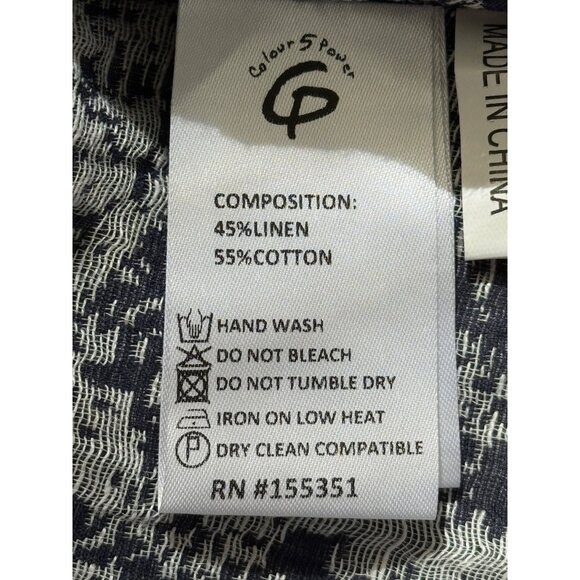 Colour 5 Power
COMPOSITION:
45%LINEN
55%COTTON
HAND WASH
DO NOT BLEACH
DO NOT TUMBLE DRY
IRON ON LOW HEAT
P DRY CLEAN COMPATIBLE
RN #155351
MADE IN CHINA